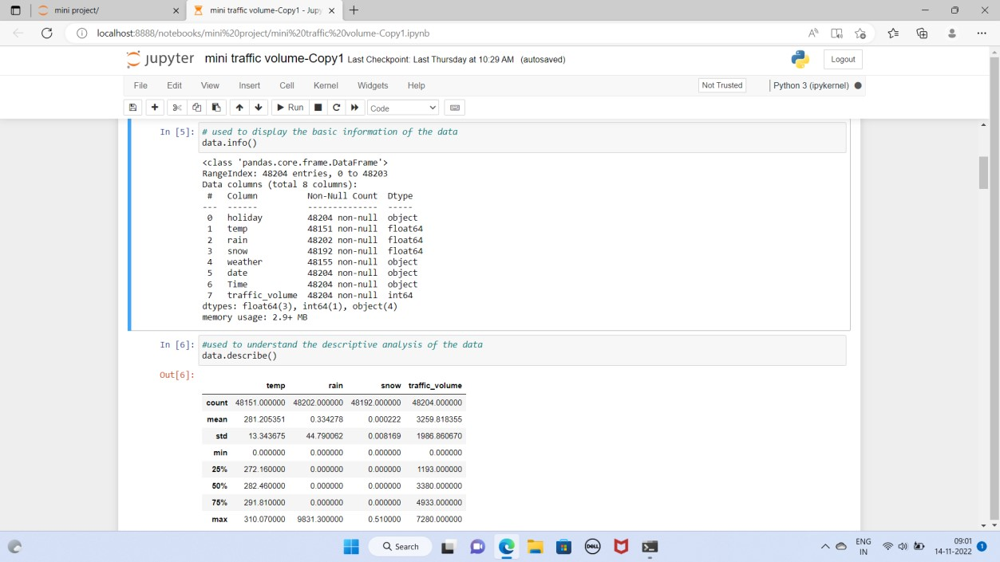 mini project/
mini traffic volume-Copy1 - Jupy
localhost:8888/notebooks/mini%20project/mini%20traffic%20volume-Copy1.ipynb
jupyter mini traffic volume-Copy1 Last Checkpoint: Last Thursday at 10:29 AM (autosaved)
Logout
File Edit View Insert Cell Kernel Widgets Help
Not Trusted
Python 3 (ipykernel)
Run
Code
In [5]: # used to display the basic information of the data
data.info()
<class 'pandas.core.frame.DataFrame'>
RangeIndex: 48204 entries, 0 to 48203
Data columns (total 8 columns):
# Column Non-Null Count Dtype
--- ------ -------------- -----
0 holiday 48204 non-null object
1 temp 48151 non-null float64
2 rain 48202 non-null float64
3 snow 48192 non-null float64
4 weather 48155 non-null object
5 date 48204 non-null object
6 Time 48204 non-null object
7 traffic_volume 48204 non-null int64
dtypes: float64(3), int64(1), object(4)
memory usage: 2.9+ MB
In [6]: #used to understand the descriptive analysis of the data
data.describe()
Out[6]:
temp rain snow traffic_volume
count 48151.000000 48202.000000 48192.000000 48204.000000
mean 281.205351 0.334278 0.000222 3259.818355
std 13.343675 44.790062 0.008169 1986.860670
min 0.000000 0.000000 0.000000 0.000000
25% 272.160000 0.000000 0.000000 1193.000000
50% 282.460000 0.000000 0.000000 3380.000000
75% 291.810000 0.000000 0.000000 4933.000000
max 310.070000 9831.300000 0.510000 7280.000000
Search
DELL
ENG
IN
09:01
14-11-2022
1